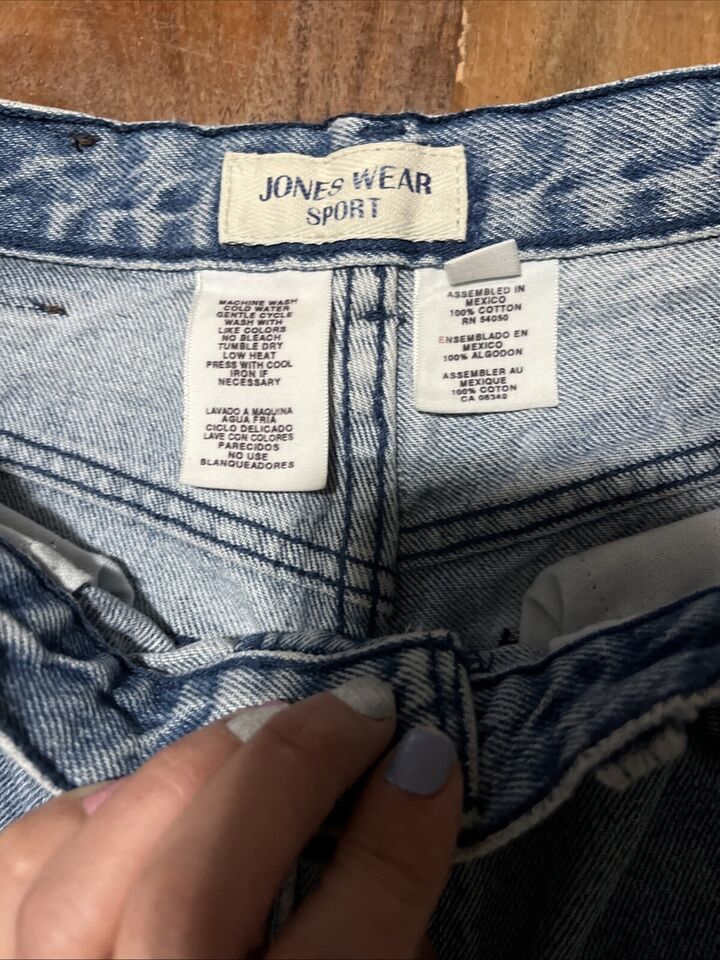 JONES WEAR
SPORT
MACHINE WASH
COLD WATER
GENTLE CYCLE
WASH WITH
LIKE COLORS
NO BLEACH
TUMBLE DRY
LOW HEAT
PRESS WITH COOL
IRON IF
NECESSARY
LAVADO A MAQUINA
AGUA FRIA
CICLO DELICADO
LAVE CON COLORES
PARECIDOS
NO USE
BLANQUEADORES
ASSEMBLED IN
MEXICO
100% COTTON
RN 54050
ENSEMBLADO EN
MEXICO
100% ALGODON
ASSEMBLER AU
MEXIQUE
100% COTON
CA 08340